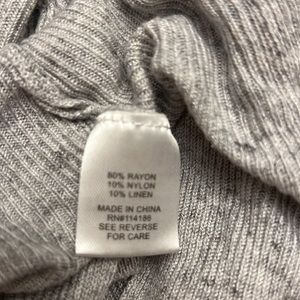 80% RAYON
10% NYLON
10% LINEN
MADE IN CHINA
RN#114186
SEE REVERSE
FOR CARE